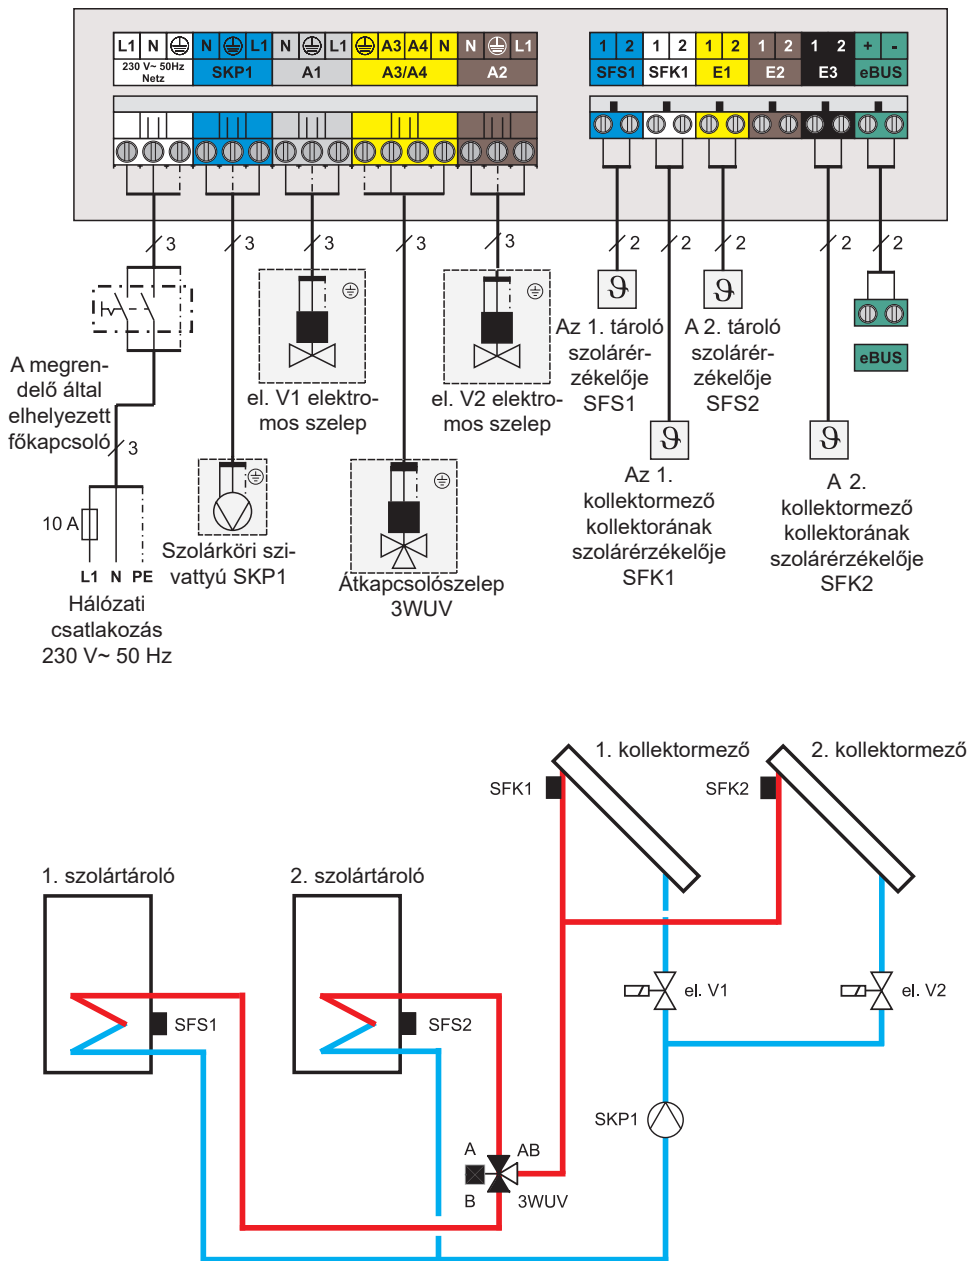 L1 N N L1 N L1 A3 A4 N N L1
230 V~ 50Hz
Netz
SKP1 A1 A3/A4 A2
1 2 1 2 1 2 1 2 1 2 + -
SFS1 SFK1 E1 E2 E3 eBUS
3 3 3 3 3 2 2 2 2 2
A megren-
delő által
elhelyezett
főkapcsoló
3
10 A
L1 N PE
Hálózati
csatlakozás
230 V~ 50 Hz
Szolárköri szi-
vattyú SKP1
el. V1 elektro-
mos szelep
Átkapcsolószelep
3WUV
el. V2 elektro-
mos szelep
ϑ
Az 1. tároló
szolárér-
zékelője
SFS1
ϑ
A 2. tároló
szolárér-
zékelője
SFS2
eBUS
ϑ
Az 1.
kollektormező
kollektorának
szolárérzékelője
SFK1
ϑ
A 2.
kollektormező
kollektorának
szolárérzékelője
SFK2
1. kollektormező
2. kollektormező
SFK1
SFK2
1. szolártároló
2. szolártároló
el. V1
el. V2
SFS1
SFS2
SKP1
A AB
B 3WUV